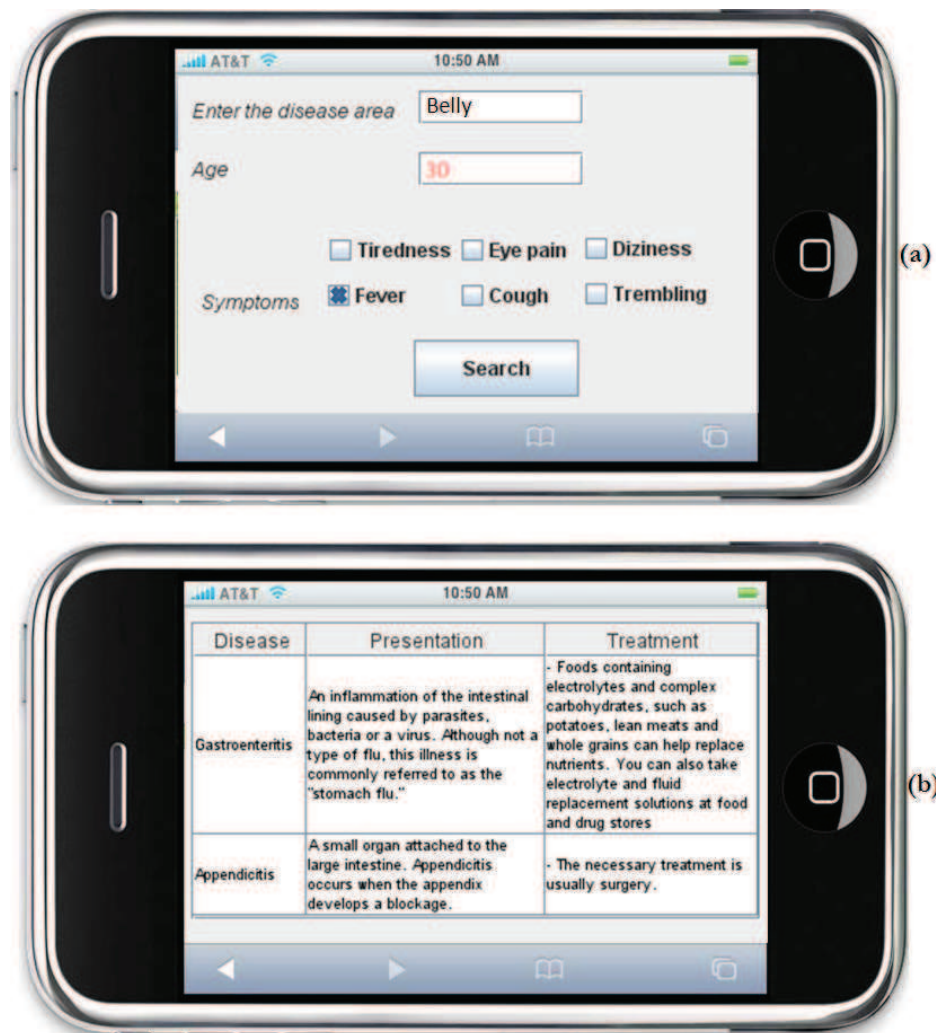 AT&T 10:50 AM
Enter the disease area Belly
Age 30
Tiredness Eye pain Diziness
Symptoms Fever Cough Trembling
Search
(a)
AT&T 10:50 AM
Disease Presentation Treatment
Gastroenteritis
An inflammation of the intestinal
lining caused by parasites,
bacteria or a virus. Although not a
type of flu, this illness is
commonly referred to as the
"stomach flu."
- Foods containing
electrolytes and complex
carbohydrates, such as
potatoes, lean meats and
whole grains can help replace
nutrients. You can also take
electrolyte and fluid
replacement solutions at food
and drug stores
Appendicitis
A small organ attached to the
large intestine. Appendicitis
occurs when the appendix
develops a blockage.
- The necessary treatment is
usually surgery.
(b)